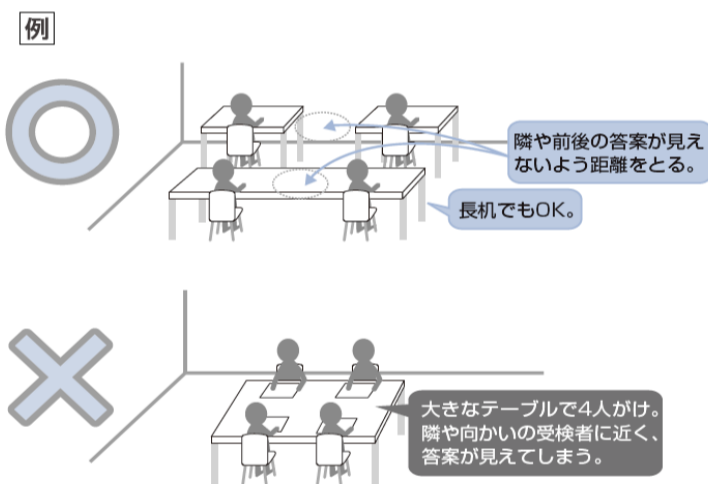 例
隣や前後の答案が見え
ないよう距離をとる。
長机でもOK。
大きなテーブルで4人がけ。
隣や向かいの受検者に近く、
答案が見えてしまう。